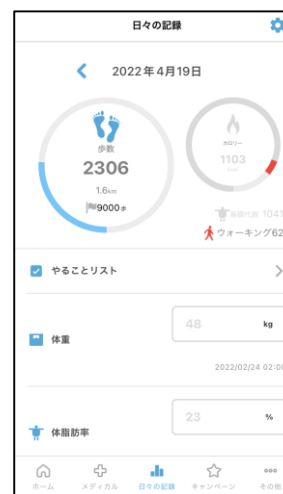 日々の記録
2022年4月19日
歩数
2306
1.6km
9000歩
カロリー
1103
kcal
基礎代謝 1041
ウォーキング62
やることリスト
体重
48 kg
2022/02/24 02:00
体脂肪率
23 %
ホーム メディカル 日々の記録 キャンペーン その他